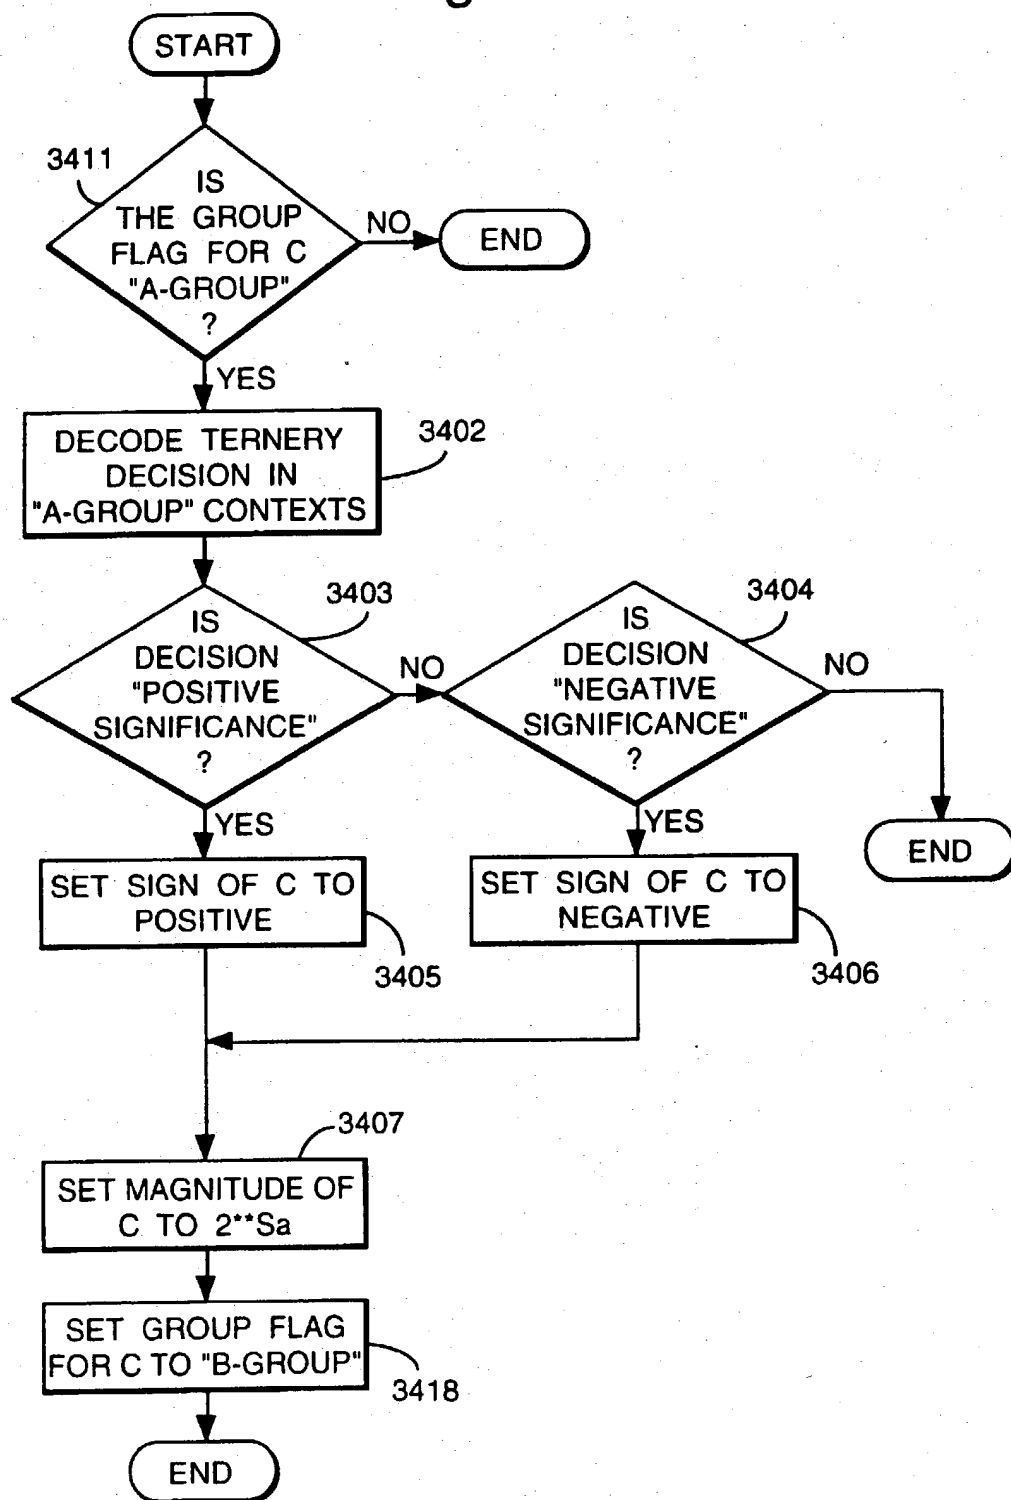 START
3411
IS
THE GROUP
FLAG FOR C
"A-GROUP"
?
NO
END
YES
DECODE TERNERY
DECISION IN
"A-GROUP" CONTEXTS
3402
IS
DECISION
"POSITIVE
SIGNIFICANCE"
?
3403
NO
IS
DECISION
"NEGATIVE
SIGNIFICANCE"
?
3404
NO
END
YES
YES
SET SIGN OF C TO
POSITIVE
3405
SET SIGN OF C TO
NEGATIVE
3406
3407
SET MAGNITUDE OF
C TO 2**Sa
SET GROUP FLAG
FOR C TO "B-GROUP"
3418
END